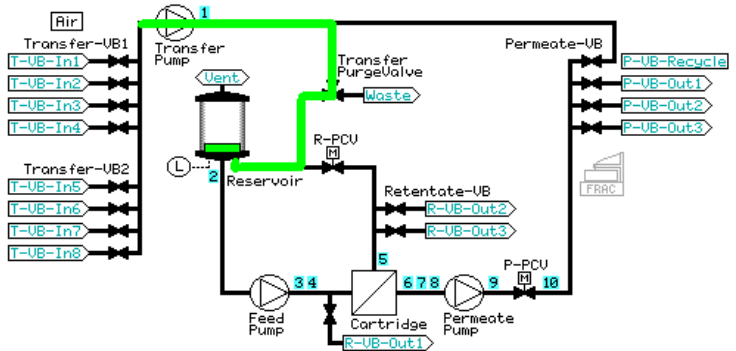 Air
1
Transfer-VB1
Transfer
Pump
Permeate-VB
T-VB-In1
T-VB-In2
T-VB-In3
T-VB-In4
Vent
Transfer
PurgeValve
Waste
P-VB-Recycle
P-VB-Out1
P-VB-Out2
P-VB-Out3
R-PCV
M
L
2
Reservoir
Transfer-VB2
T-VB-In5
T-VB-In6
T-VB-In7
T-VB-In8
Retentate-VB
R-VB-Out2
R-VB-Out3
FRAC
5
P-PCV
M
3 4
6 7 8
9
10
Feed
Pump
Cartridge
Permeate
Pump
R-VB-Out1